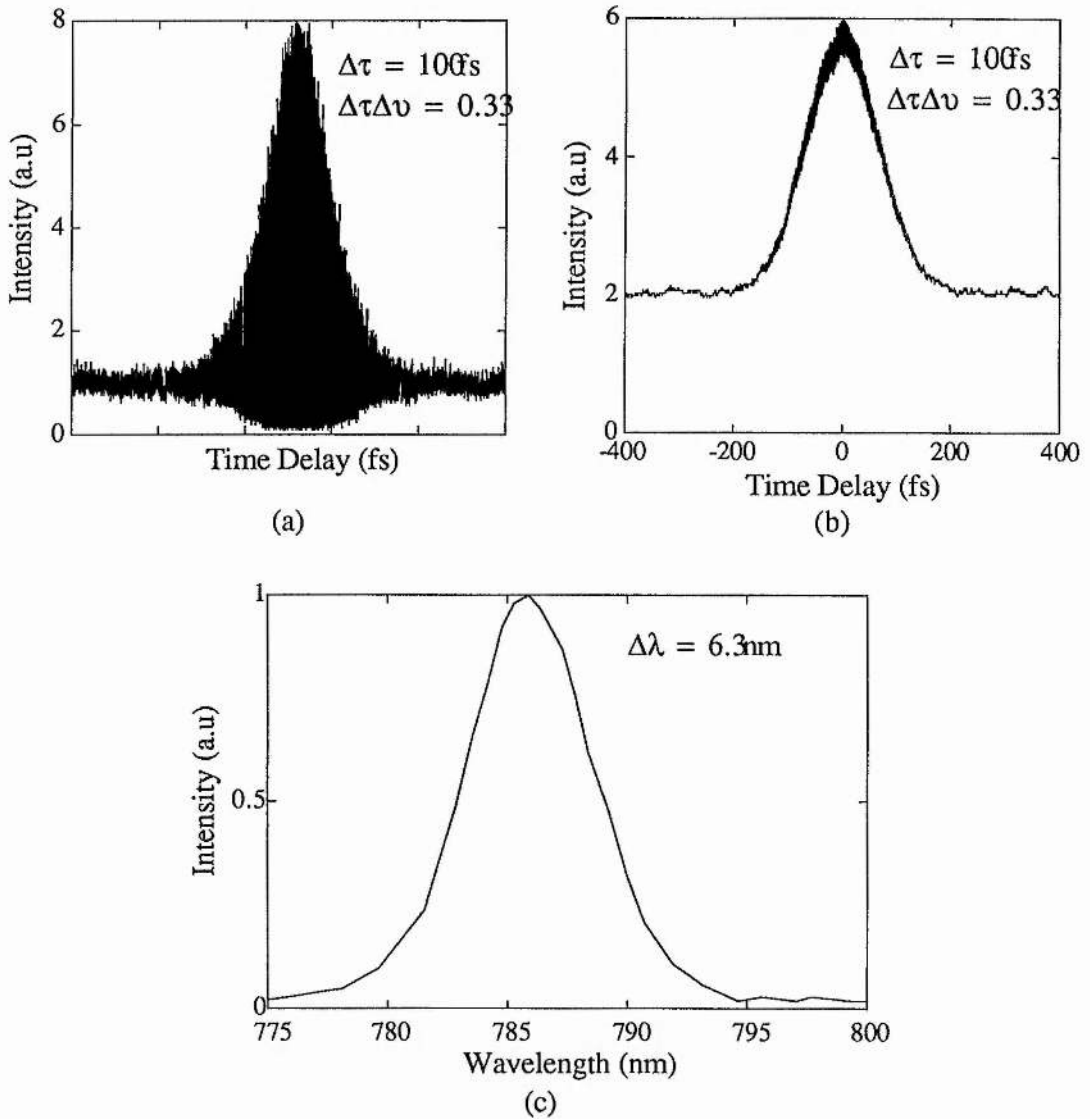 8
6
4
2
0
Intensity (a.u)
Δτ = 100fs
ΔτΔυ = 0.33
Time Delay (fs)
(a)
6
4
2
0
Intensity (a.u)
Δτ = 100fs
ΔτΔυ = 0.33
-400 -200 0 200 400
Time Delay (fs)
(b)
1
0.5
0
Intensity (a.u)
Δλ = 6.3nm
775 780 785 790 795 800
Wavelength (nm)
(c)